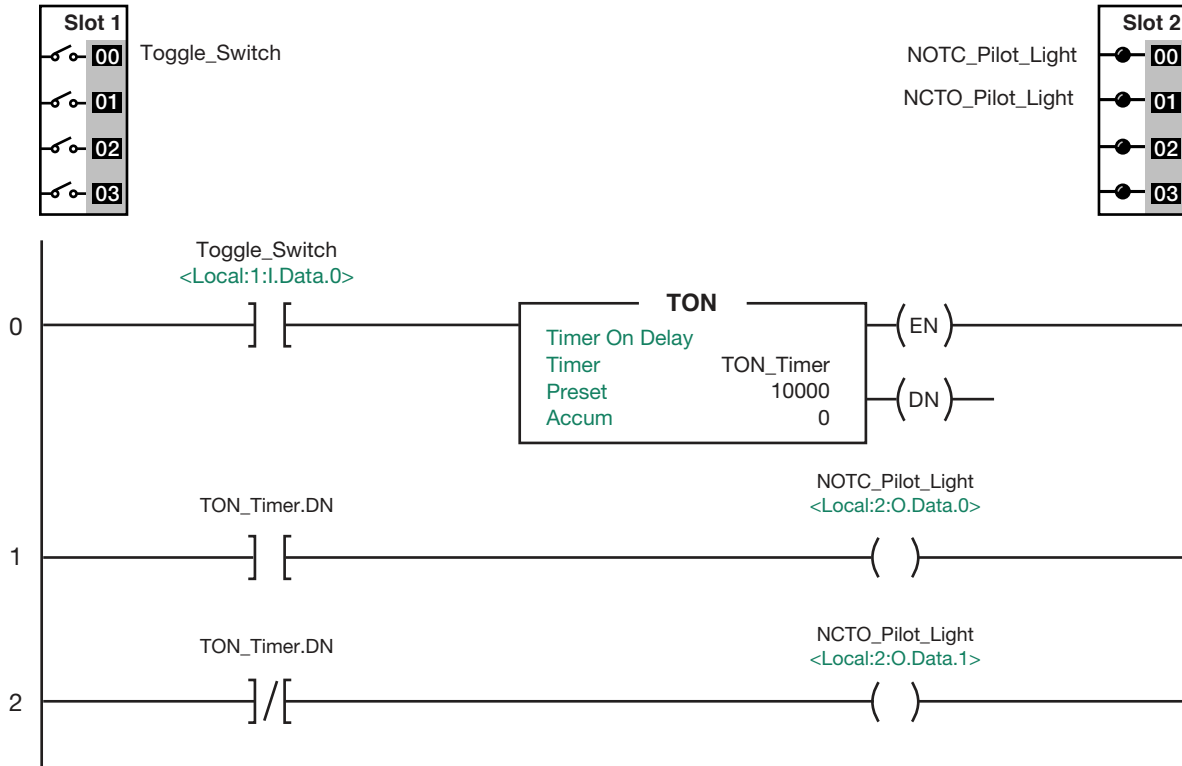 Slot 1
00 Toggle_Switch
01
02
03
Slot 2
NOTC_Pilot_Light 00
NCTO_Pilot_Light 01
02
03
Toggle_Switch
<Local:1:I.Data.0>
0
TON
Timer On Delay
Timer TON_Timer
Preset 10000
Accum 0
EN
DN
TON_Timer.DN
NOTC_Pilot_Light
<Local:2:O.Data.0>
1
TON_Timer.DN
NCTO_Pilot_Light
<Local:2:O.Data.1>
2